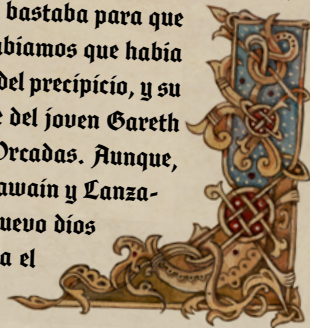 bastaba para que
abíamos que había
del precipicio, y su
e del joven Gareth
Orcadas. Aunque,
awain y Lanza-
uevo dios
a el